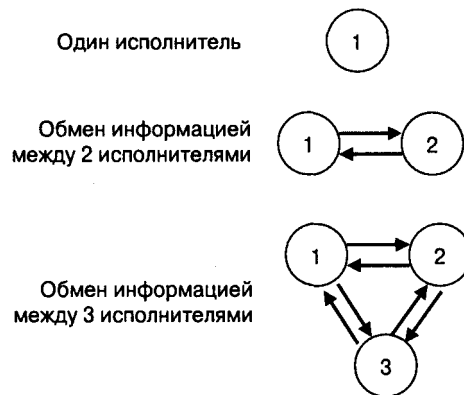 Один исполнитель
1
Обмен информацией
между 2 исполнителями
1
2
Обмен информацией
между 3 исполнителями
1
2
3